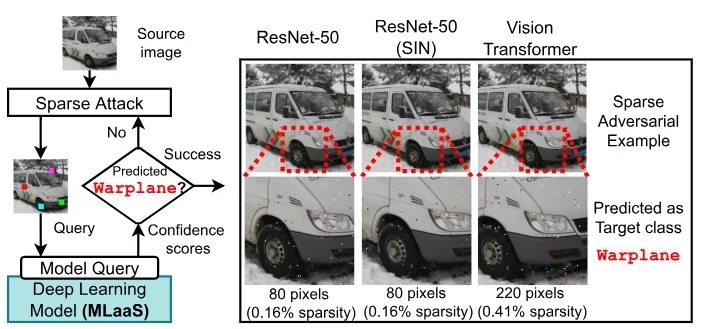 Source
image
Sparse Attack
No
Success
Predicted
Warplane?
Query
Confidence
scores
Model Query
Deep Learning
Model (MLaaS)
ResNet-50
ResNet-50
(SIN)
Vision
Transformer
Sparse
Adversarial
Example
Predicted as
Target class
Warplane
80 pixels
(0.16% sparsity)
80 pixels
(0.16% sparsity)
220 pixels
(0.41% sparsity)